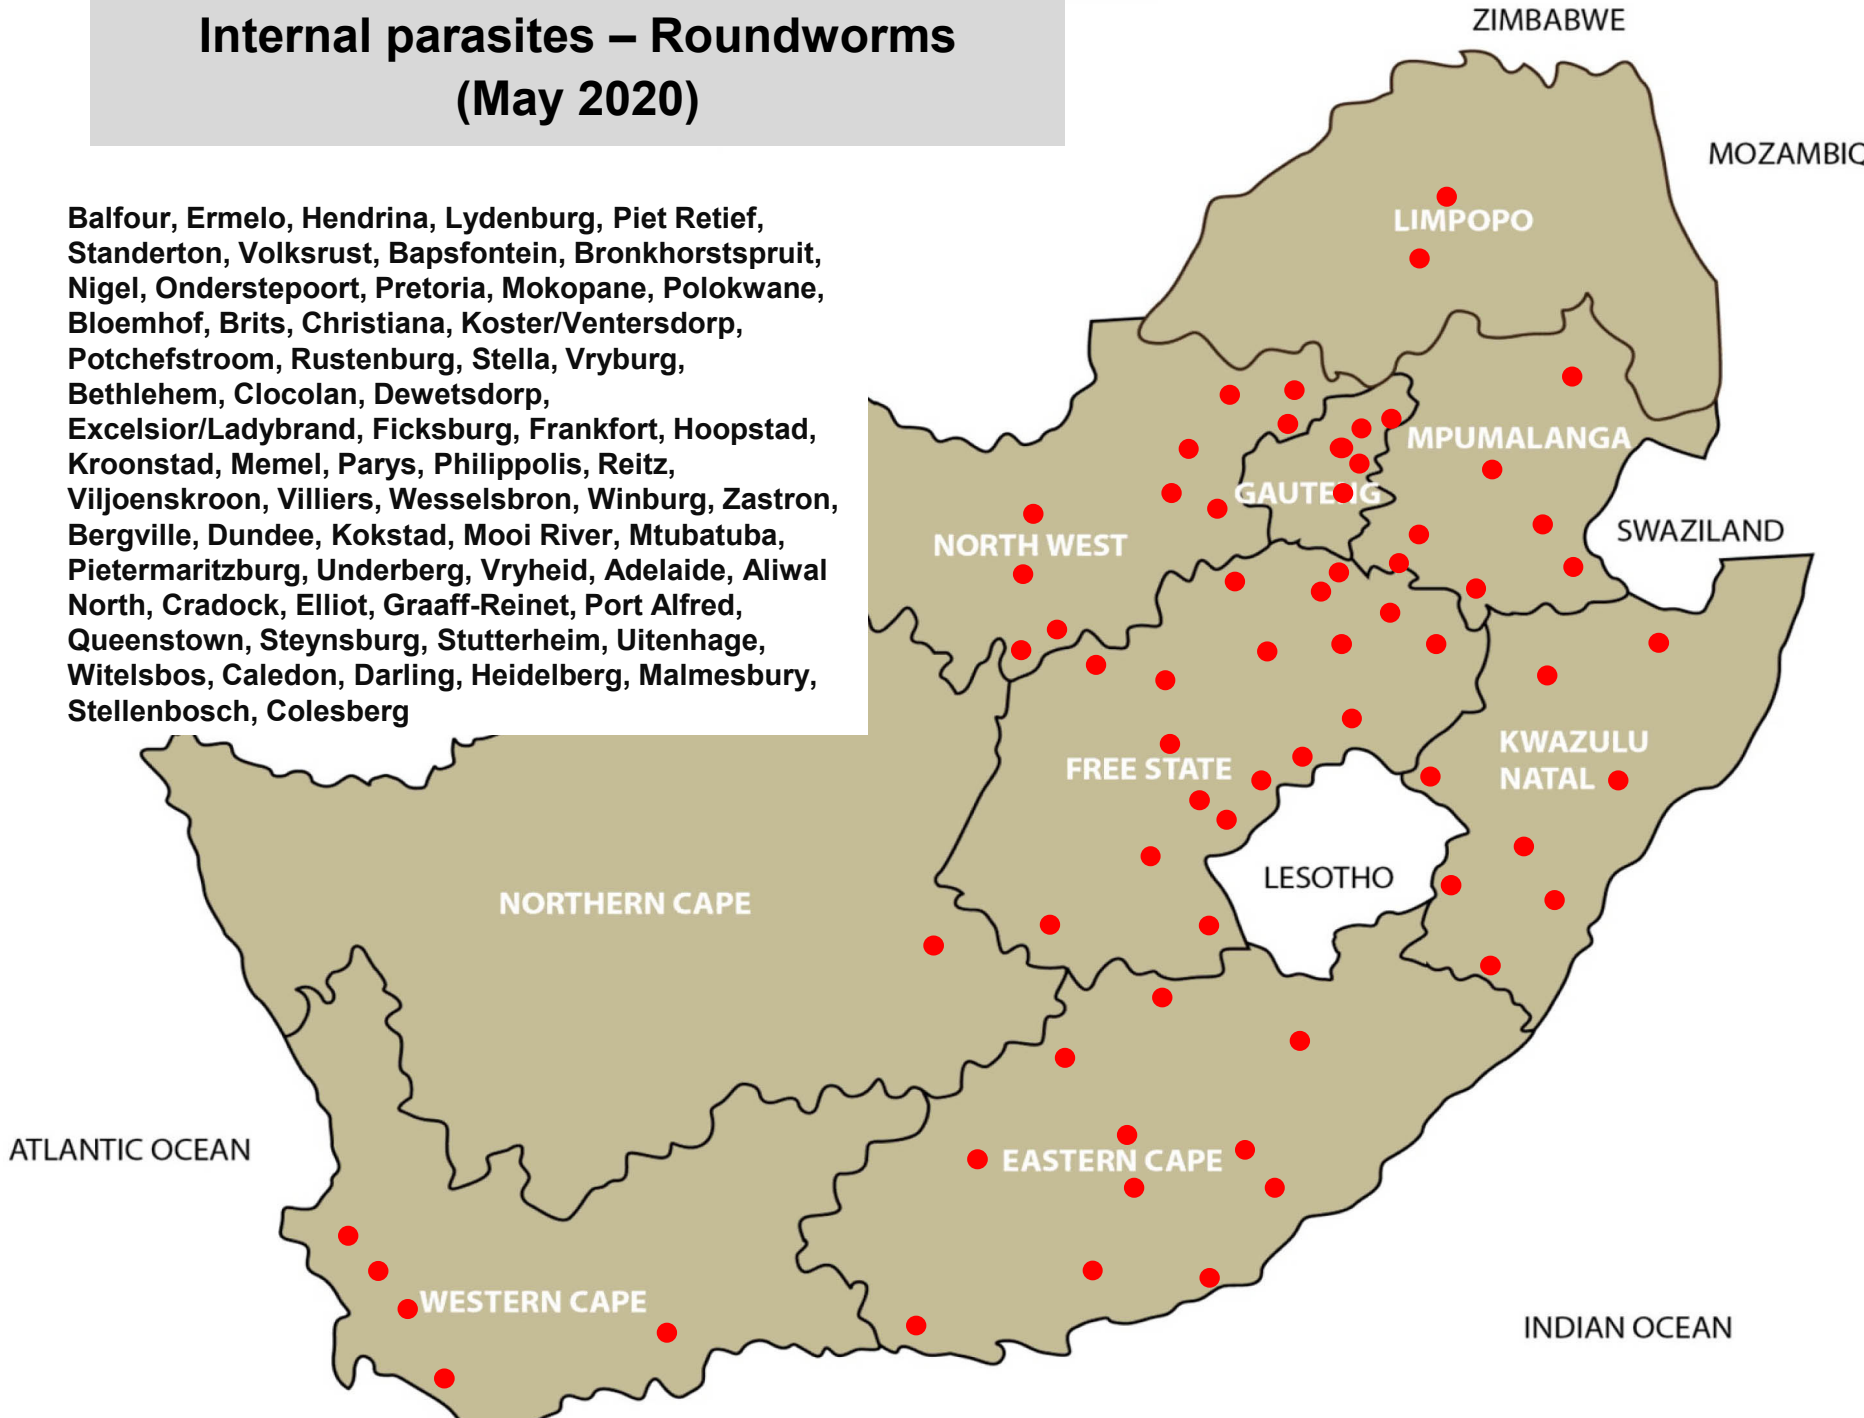 Internal parasites – Roundworms
(May 2020)
Balfour, Ermelo, Hendrina, Lydenburg, Piet Retief,
Standerton, Volksrust, Bapsfontein, Bronkhorstspruit,
Nigel, Onderstepoort, Pretoria, Mokopane, Polokwane,
Bloemhof, Brits, Christiana, Koster/Ventersdorp,
Potchefstroom, Rustenburg, Stella, Vryburg,
Bethlehem, Clocolan, Dewetsdorp,
Excelsior/Ladybrand, Ficksburg, Frankfort, Hoopstad,
Kroonstad, Memel, Parys, Philippolis, Reitz,
Viljoenskroon, Villiers, Wesselsbron, Winburg, Zastron,
Bergville, Dundee, Kokstad, Mooi River, Mtubatuba,
Pietermaritzburg, Underberg, Vryheid, Adelaide, Aliwal
North, Cradock, Elliot, Graaff-Reinet, Port Alfred,
Queenstown, Steynsburg, Stutterheim, Uitenhage,
Witelsbos, Caledon, Darling, Heidelberg, Malmesbury,
Stellenbosch, Colesberg
ZIMBABWE
MOZAMBIQ
LIMPOPO
MPUMALANGA
GAUTENG
SWAZILAND
NORTH WEST
KWAZULU
NATAL
FREE STATE
LESOTHO
NORTHERN CAPE
ATLANTIC OCEAN
EASTERN CAPE
WESTERN CAPE
INDIAN OCEAN